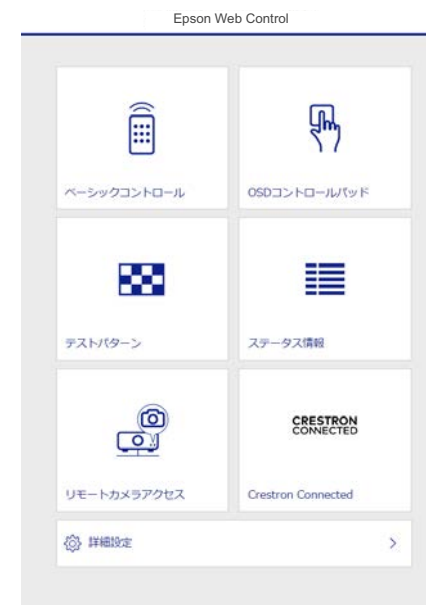 Epson Web Control
ベーシックコントロール
OSDコントロールパッド
テストパターン
ステータス情報
CRESTRON
CONNECTED
リモートカメラアクセス
Crestron Connected
詳細設定